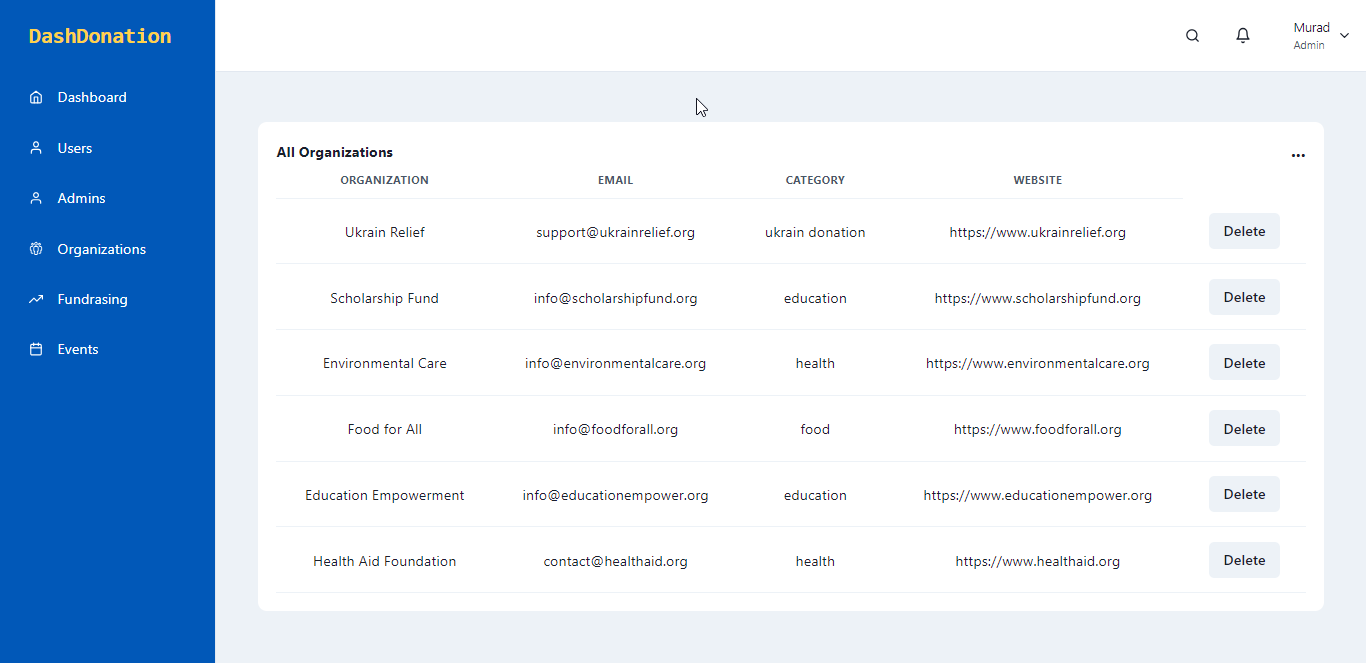 DashDonation
Murad
Admin
Dashboard
Users
Admins
Organizations
Fundrasing
Events
All Organizations
ORGANIZATION EMAIL CATEGORY WEBSITE
Ukrain Relief support@ukrainrelief.org ukrain donation https://www.ukrainrelief.org Delete
Scholarship Fund info@scholarshipfund.org education https://www.scholarshipfund.org Delete
Environmental Care info@environmentalcare.org health https://www.environmentalcare.org Delete
Food for All info@foodforall.org food https://www.foodforall.org Delete
Education Empowerment info@educationempower.org education https://www.educationempower.org Delete
Health Aid Foundation contact@healthaid.org health https://www.healthaid.org Delete